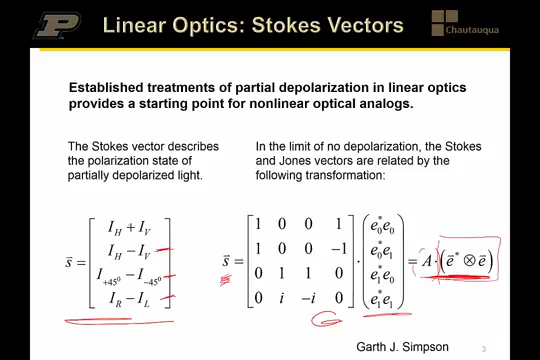 Linear Optics: Stokes Vectors
Chautauqua
Established treatments of partial depolarization in linear optics
provides a starting point for nonlinear optical analogs.
The Stokes vector describes
the polarization state of
partially depolarized light.
In the limit of no depolarization, the Stokes
and Jones vectors are related by the
following transformation:
s⃗ = [ I_H + I_V
I_H − I_V
I_{+45⁰} − I_{−45⁰}
I_R − I_L ]
s⃗ = [ 1 0 0 1
1 0 0 −1
0 1 1 0
0 i −i 0 ] · ( e₀*e₀
e₀*e₁
e₁*e₀
e₁*e₁ ) = A · (e⃗* ⊗ e⃗)
Garth J. Simpson
3